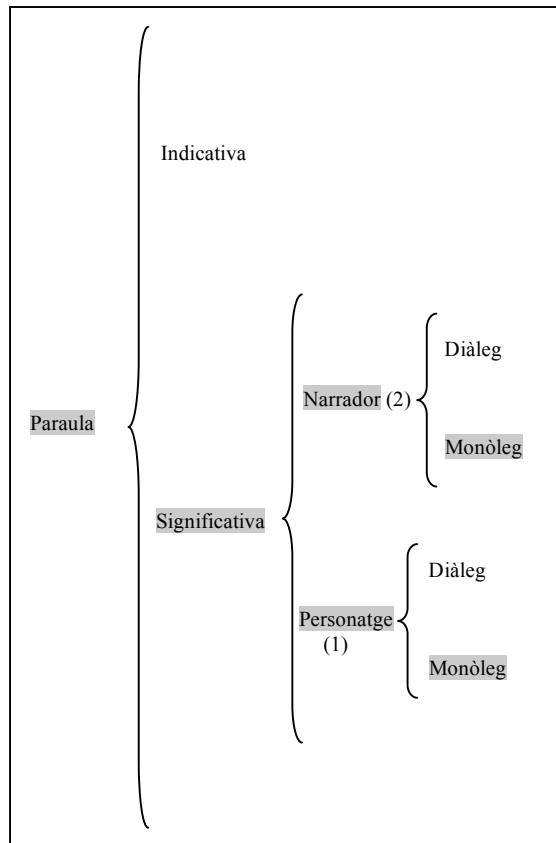 Indicativa
Diàleg
Narrador (2)
Monòleg
Paraula
Significativa
Diàleg
Personatge
(1)
Monòleg